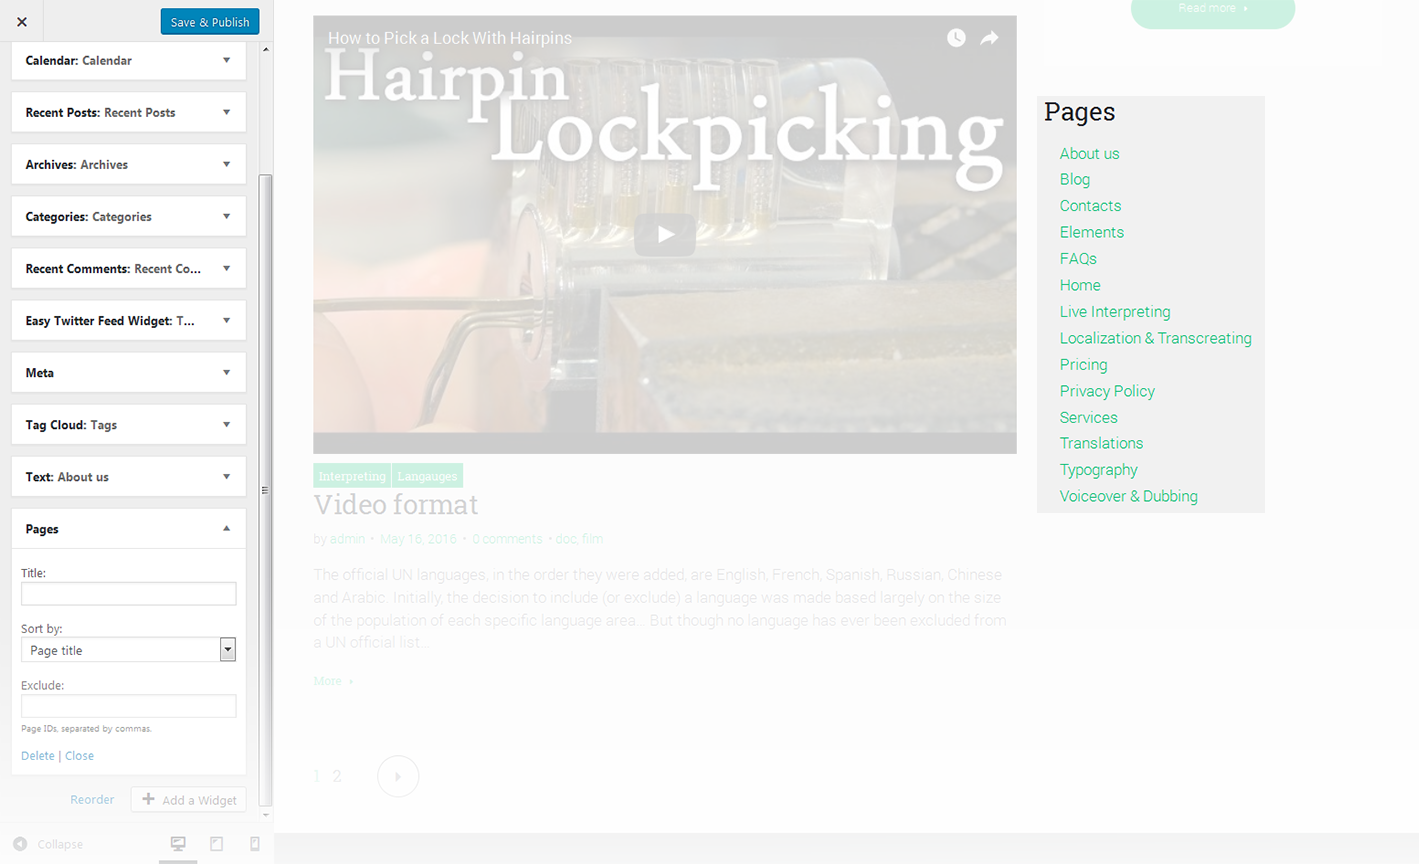 Save & Publish
Calendar: Calendar
Recent Posts: Recent Posts
Archives: Archives
Categories: Categories
Recent Comments: Recent Co...
Easy Twitter Feed Widget: T...
Meta
Tag Cloud: Tags
Text: About us
Pages
Title:
Sort by:
Page title
Exclude:
Page IDs, separated by commas.
Delete | Close
Reorder
Add a Widget
Collapse
How to Pick a Lock With Hairpins
Hairpin
Lockpicking
Interpreting Langauges
Video format
by admin • May 16, 2016 • 0 comments • doc, film
The official UN languages, in the order they were added, are English, French, Spanish, Russian, Chinese
and Arabic. Initially, the decision to include (or exclude) a language was made based largely on the size
of the population of each specific language area... But though no language has ever been excluded from
a UN official list...
More
1 2
Read more
Pages
About us
Blog
Contacts
Elements
FAQs
Home
Live Interpreting
Localization & Transcreating
Pricing
Privacy Policy
Services
Translations
Typography
Voiceover & Dubbing